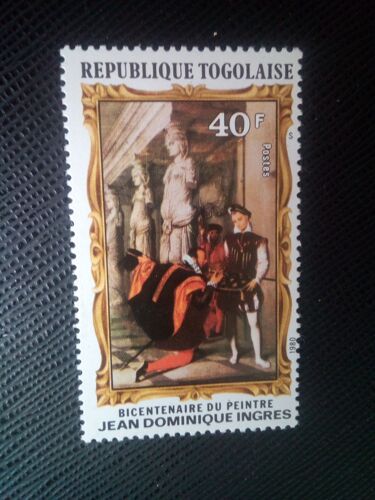 REPUBLIQUE TOGOLAISE
40F
Postes
S
1980
BICENTENAIRE DU PEINTRE
JEAN DOMINIQUE INGRES